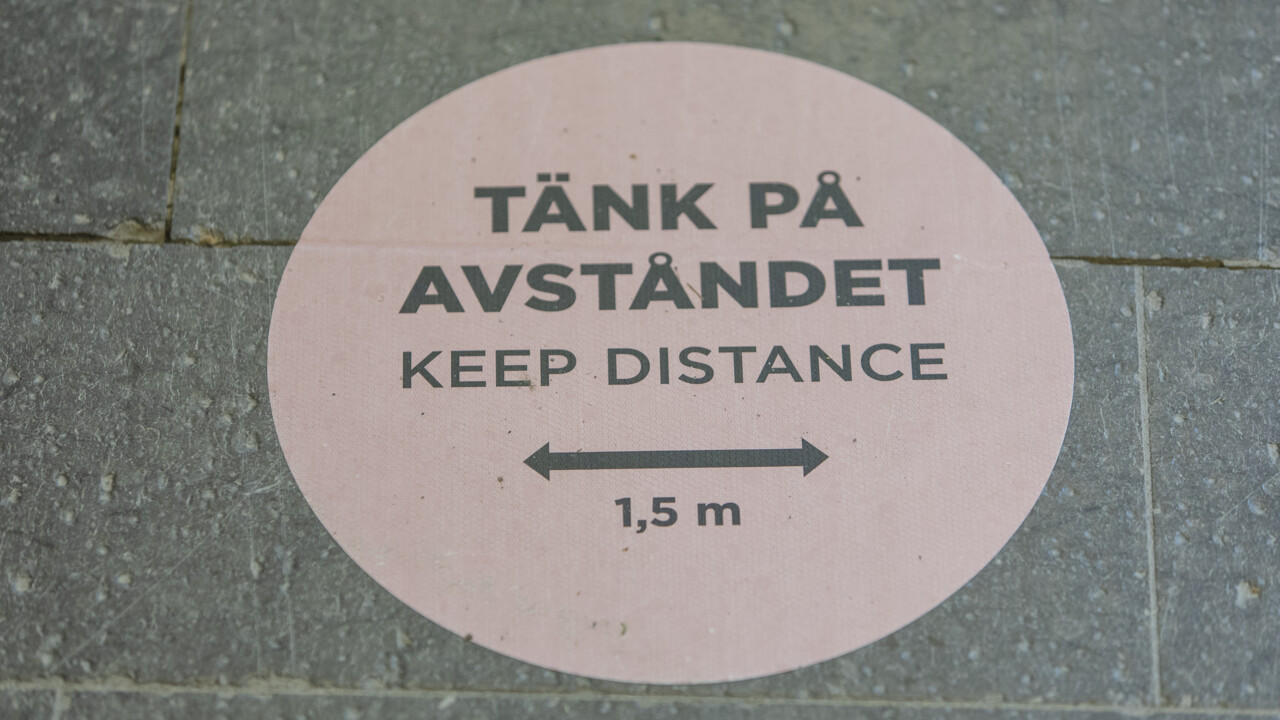 TÄNK PÅ
AVSTÅNDET
KEEP DISTANCE
1,5 m